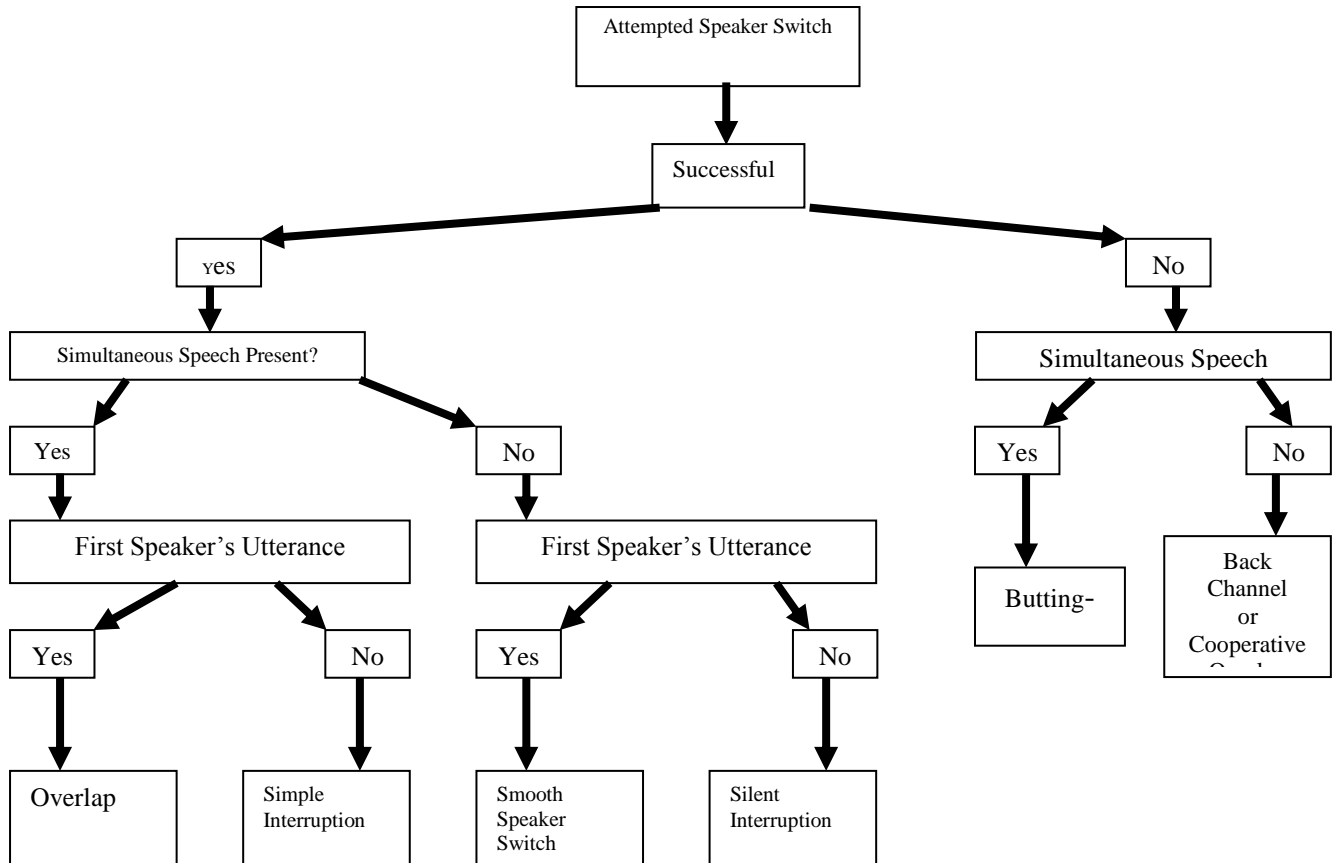 Attempted Speaker Switch
Successful
Yes
No
Simultaneous Speech Present?
Simultaneous Speech
Yes
No
Yes
No
First Speaker’s Utterance
First Speaker’s Utterance
Butting-
Back
Channel
or
Cooperative
Yes
No
Yes
No
Overlap
Simple
Interruption
Smooth
Speaker
Switch
Silent
Interruption